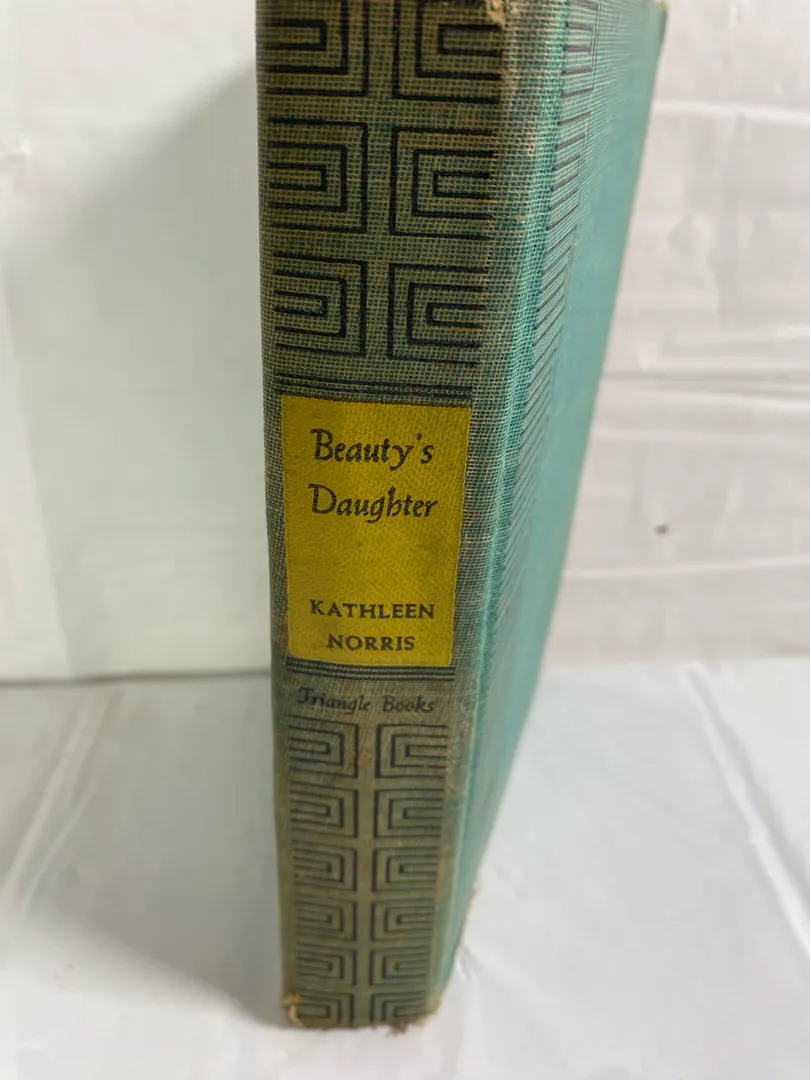 Beauty's
Daughter
KATHLEEN
NORRIS
Triangle Books